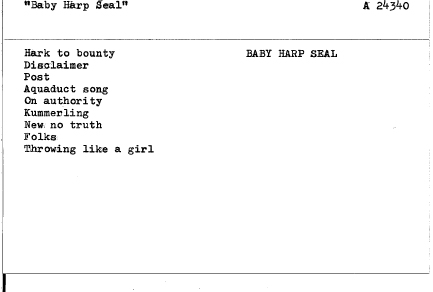 "Baby Harp Seal" A 24340
Hark to bounty BABY HARP SEAL
Disclaimer
Post
Aquaduct song
On authority
Kummerling
New no truth
Folks
Throwing like a girl